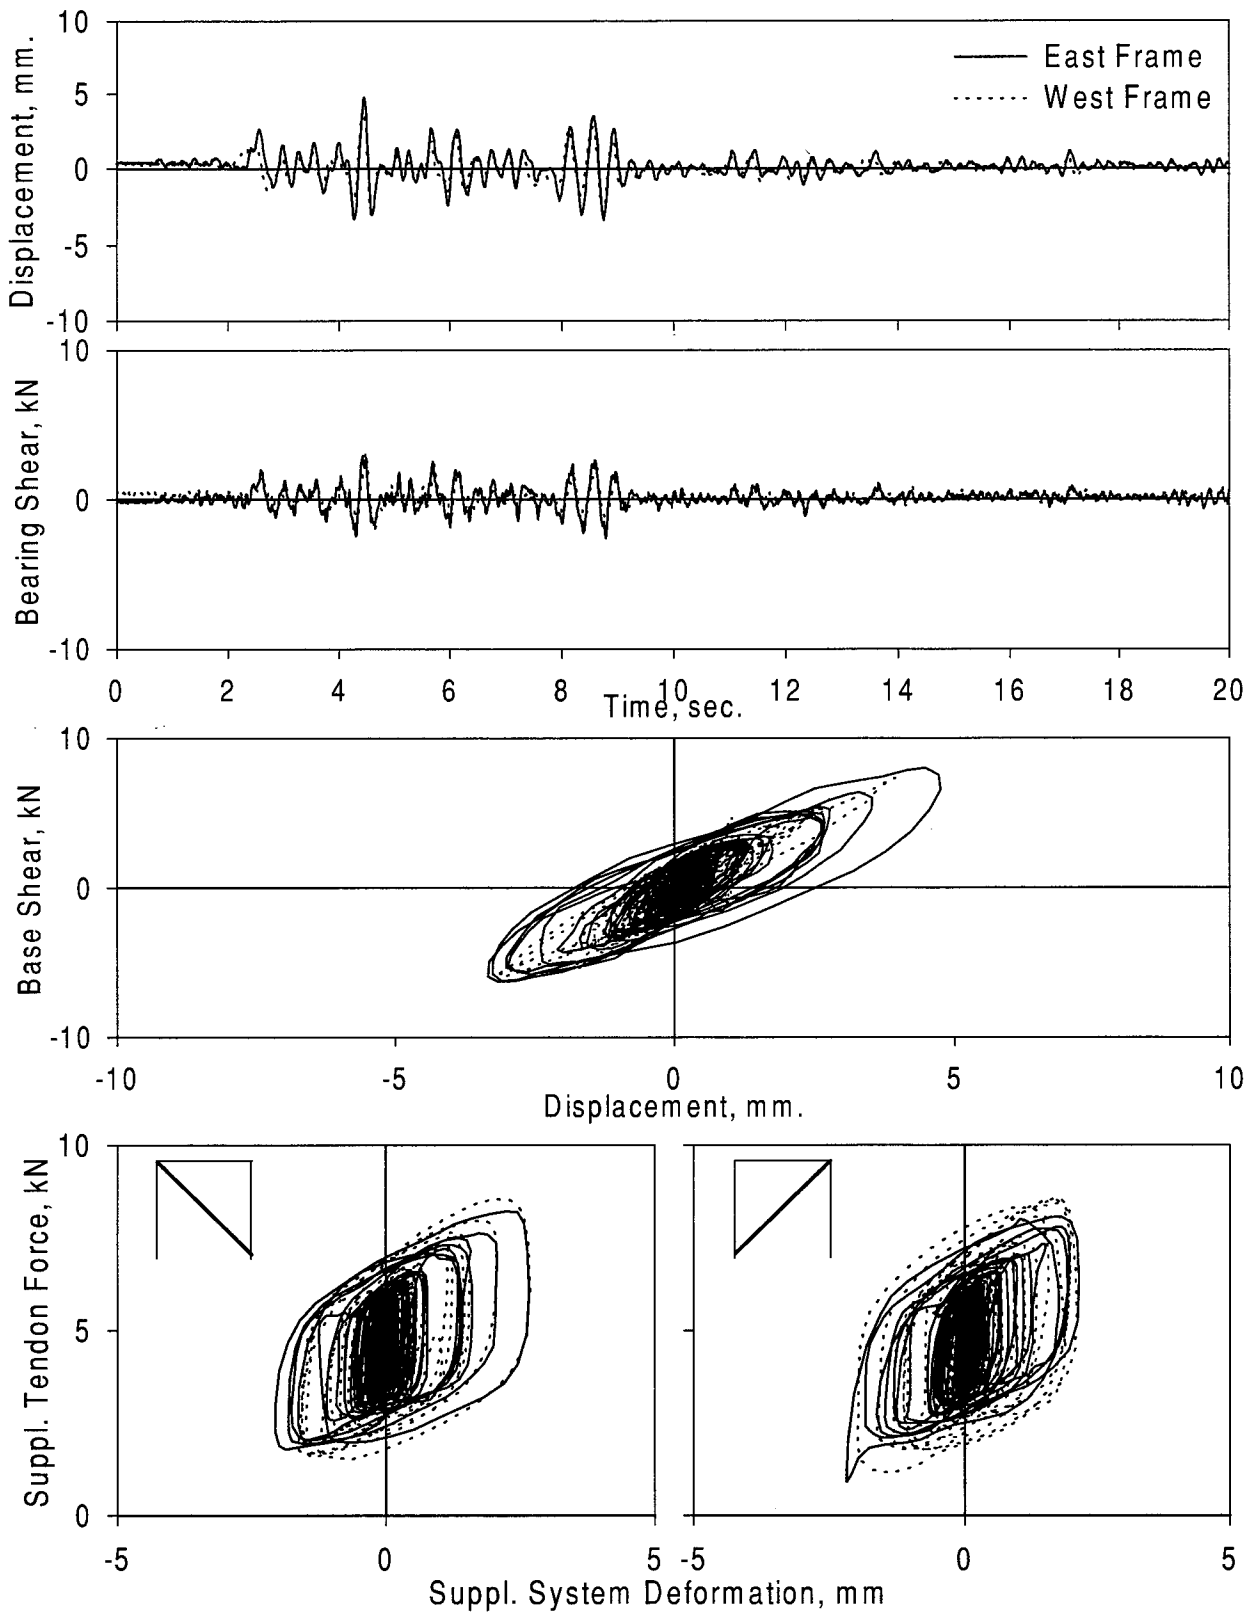 10
5
0
-5
-10
Displacement, mm.
East Frame
West Frame
10
0
-10
Bearing Shear, kN
0 2 4 6 8 10 12 14 16 18 20
Time, sec.
10
0
-10
Base Shear, kN
-10 -5 0 5 10
Displacement, mm.
10
5
0
Suppl. Tendon Force, kN
-5 0 5 -5 0 5
Suppl. System Deformation, mm